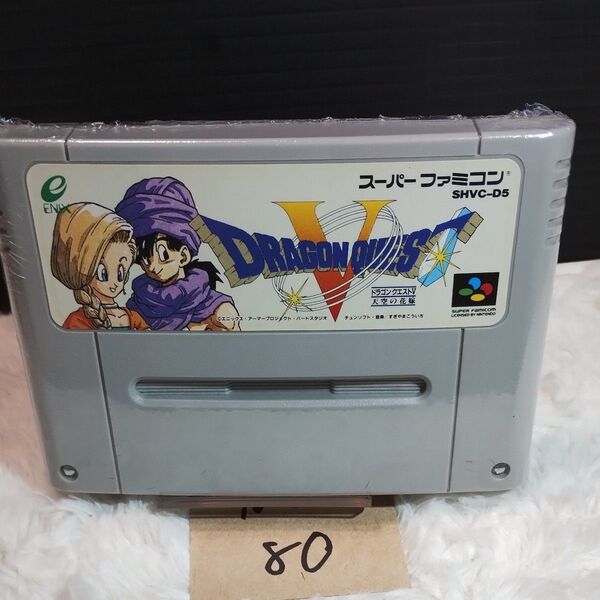 スーパーファミコン®
SHVC-D5
ENIX
DRAGON QUEST
V
ドラゴンクエストV
天空の花嫁
SUPER FAMICOM
LICENSED BY NINTENDO
©エニックス・アーマープロジェクト・バードスタジオ チュンソフト・音楽:すぎやまこういち
80